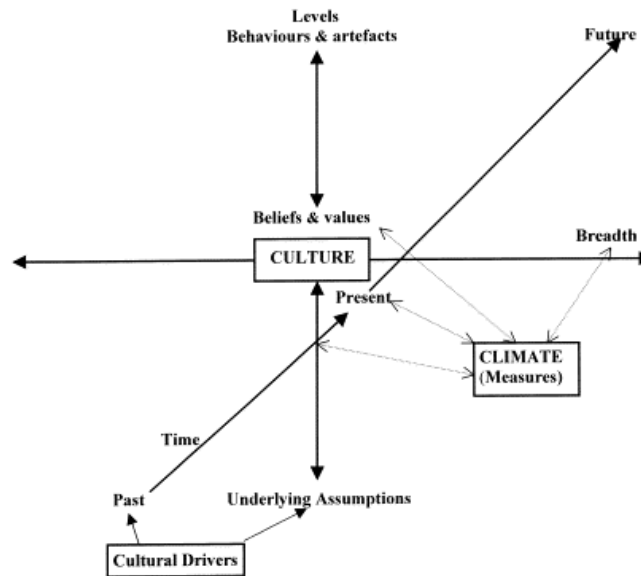 Levels
Behaviours & artefacts
Future
Beliefs & values
Breadth
CULTURE
Present
CLIMATE
(Measures)
Time
Past
Underlying Assumptions
Cultural Drivers